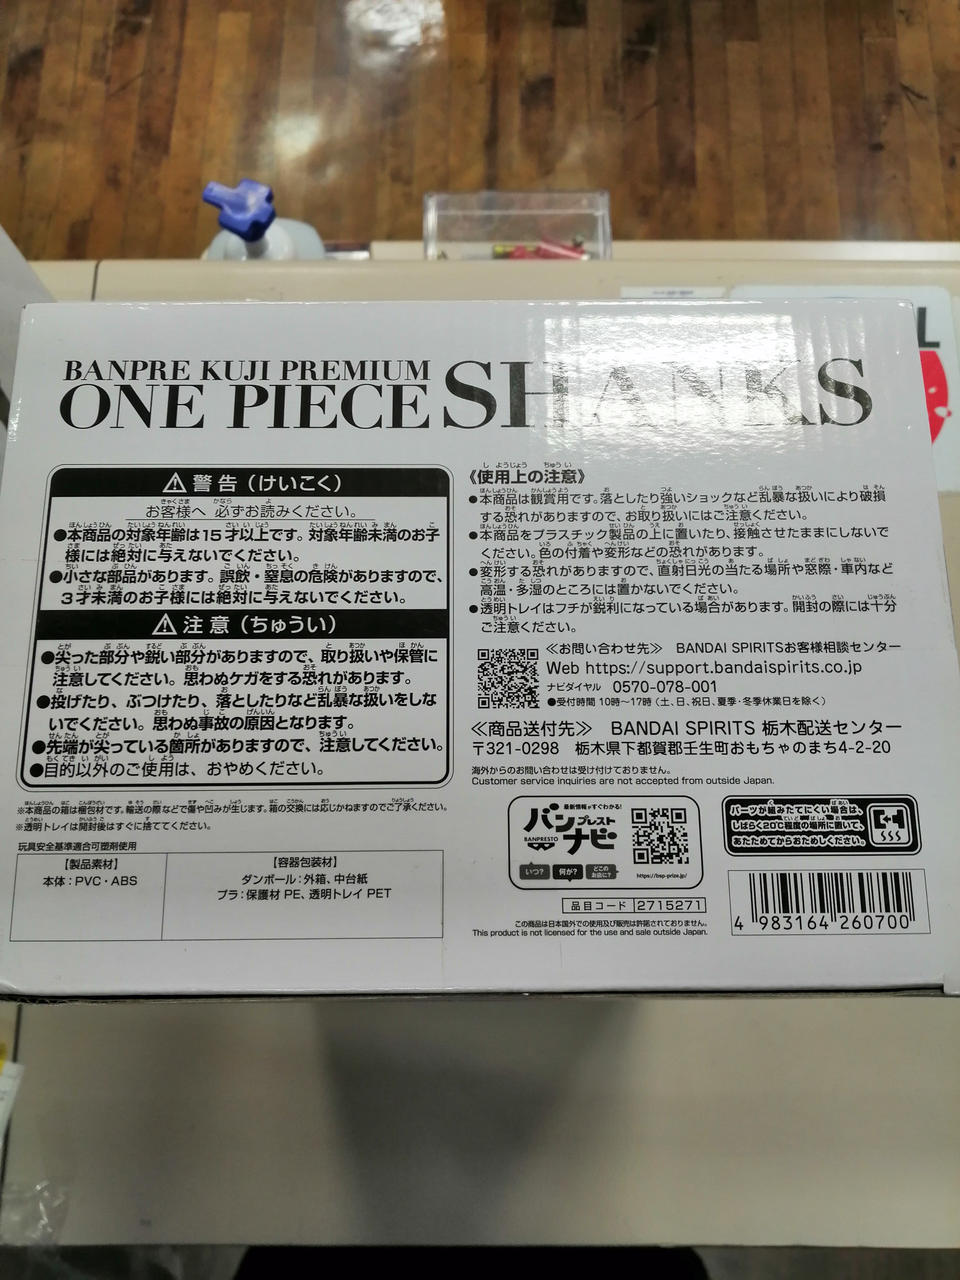 BANPRE KUJI PREMIUM
ONE PIECE SHANKS
⚠警告（けいこく）
お客様へ 必ずお読みください。
●本商品の対象年齢は15才以上です。対象年齢未満のお子
様には絶対に与えないでください。
●小さな部品があります。誤飲・窒息の危険がありますので、
3才未満のお子様には絶対に与えないでください。
⚠注意（ちゅうい）
●尖った部分や鋭い部分がありますので、取り扱いや保管に
注意してください。思わぬケガをする恐れがあります。
●投げたり、ぶつけたり、落としたりなど乱暴な扱いをしな
いでください。思わぬ事故の原因となります。
●先端が尖っている箇所がありますので、注意してください。
●目的以外のご使用は、おやめください。
※本商品の箱は梱包材です。輸送の際などで傷や凹みが生じます。箱の交換には応じかねますのでご了承ください。
※透明トレイは開封後はすぐに捨ててください。
玩具安全基準適合可塑剤使用
【製品素材】
本体：PVC・ABS
【容器包装材】
ダンボール：外箱、中台紙
プラ：保護材 PE、透明トレイ PET
《使用上の注意》
●本商品は観賞用です。落としたり強いショックなど乱暴な扱いにより破損
する恐れがありますので、お取り扱いにはご注意ください。
●本商品をプラスチック製品の上に置いたり、接触させたままにしないで
ください。色の付着や変形などの恐れがあります。
●変形する恐れがありますので、直射日光の当たる場所や窓際・車内など
高温・多湿のところには置かないでください。
●透明トレイはフチが鋭利になっている場合があります。開封の際には十分
ご注意ください。
≪お問い合わせ先≫ BANDAI SPIRITSお客様相談センター
Web https://support.bandaispirits.co.jp
ナビダイヤル 0570-078-001
●受付時間 10時〜17時（土、日、祝日、夏季・冬季休業日を除く）
≪商品送付先≫ BANDAI SPIRITS 栃木配送センター
〒321-0298 栃木県下都賀郡壬生町おもちゃのまち4-2-20
海外からのお問い合わせは受け付けておりません。
Customer service inquiries are not accepted from outside Japan.
最新情報がすぐわかる!
バンプレストナビ
BANPRESTO
いつ? 何が? どこのお店に?
https://bsp-prize.jp/
パーツが組みたてにくい場合は、
しばらく20℃程度の場所に置いて、
あたためてからおためしください。
品目コード 2715271
この商品は日本国外での使用及び販売は許諾されておりません。
This product is not licensed for the use and sale outside Japan.
4 983164 260700
L